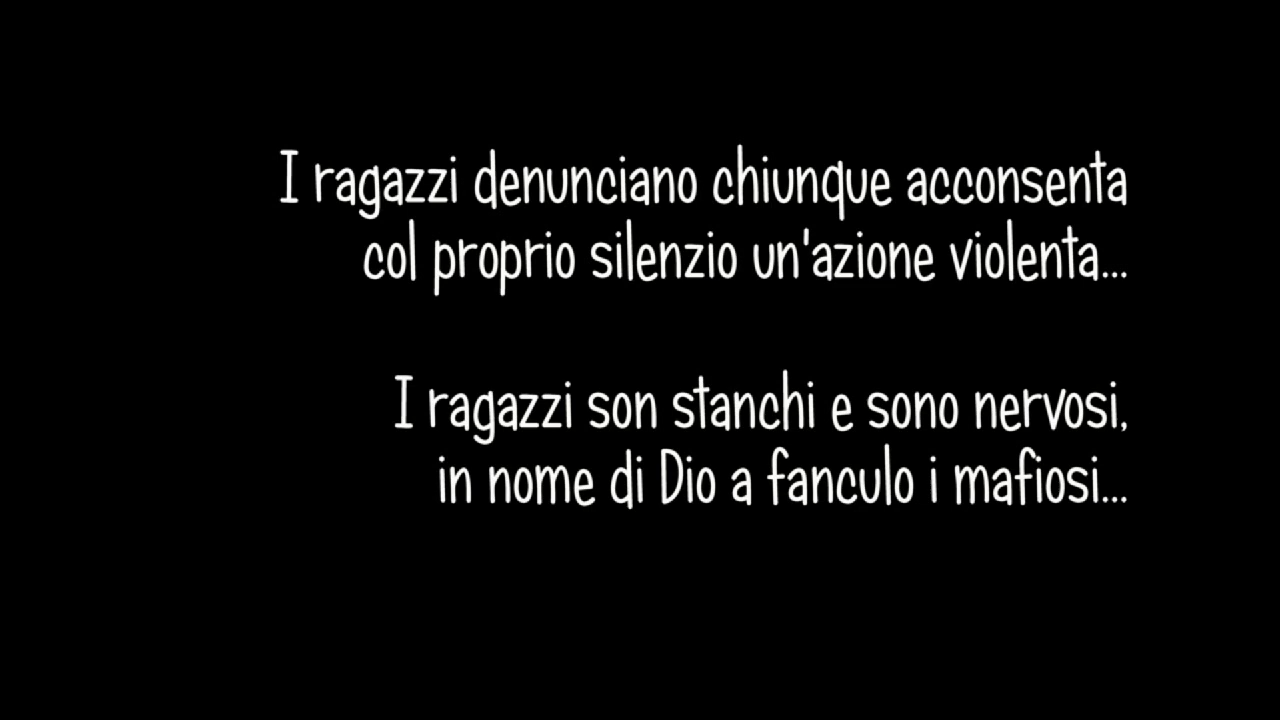 I ragazzi denunciano chiunque acconsenta
col proprio silenzio un'azione violenta...
I ragazzi son stanchi e sono nervosi,
in nome di Dio a fanculo i mafiosi...